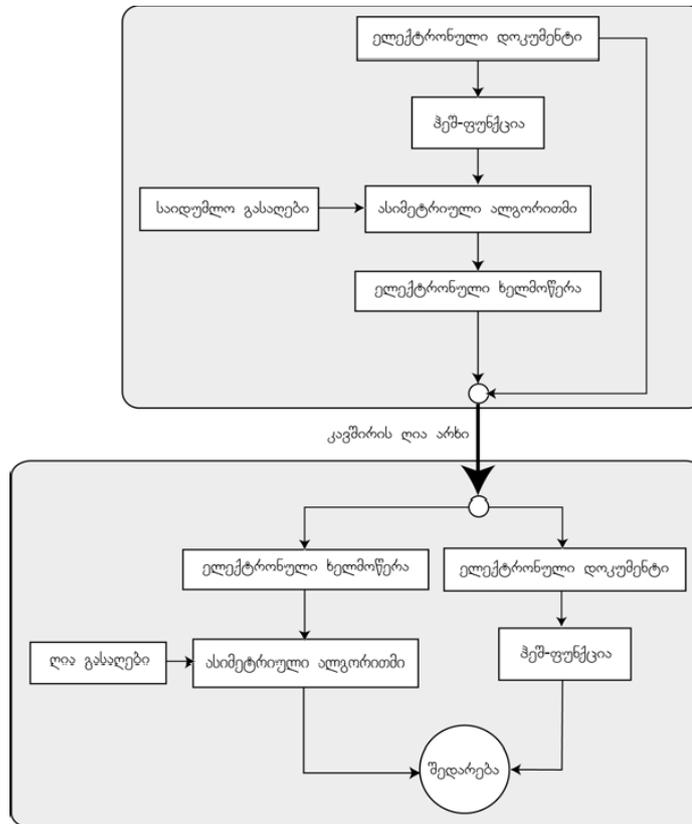 ელექტრონული დოკუმენტი
ჰეშ-ფუნქცია
საიდუმლო გასაღები
ასიმეტრიული ალგორითმი
ელექტრონული ხელმოწერა
კავშირის ღია არხი
ელექტრონული ხელმოწერა
ელექტრონული დოკუმენტი
ღია გასაღები
ასიმეტრიული ალგორითმი
ჰეშ-ფუნქცია
შედარება